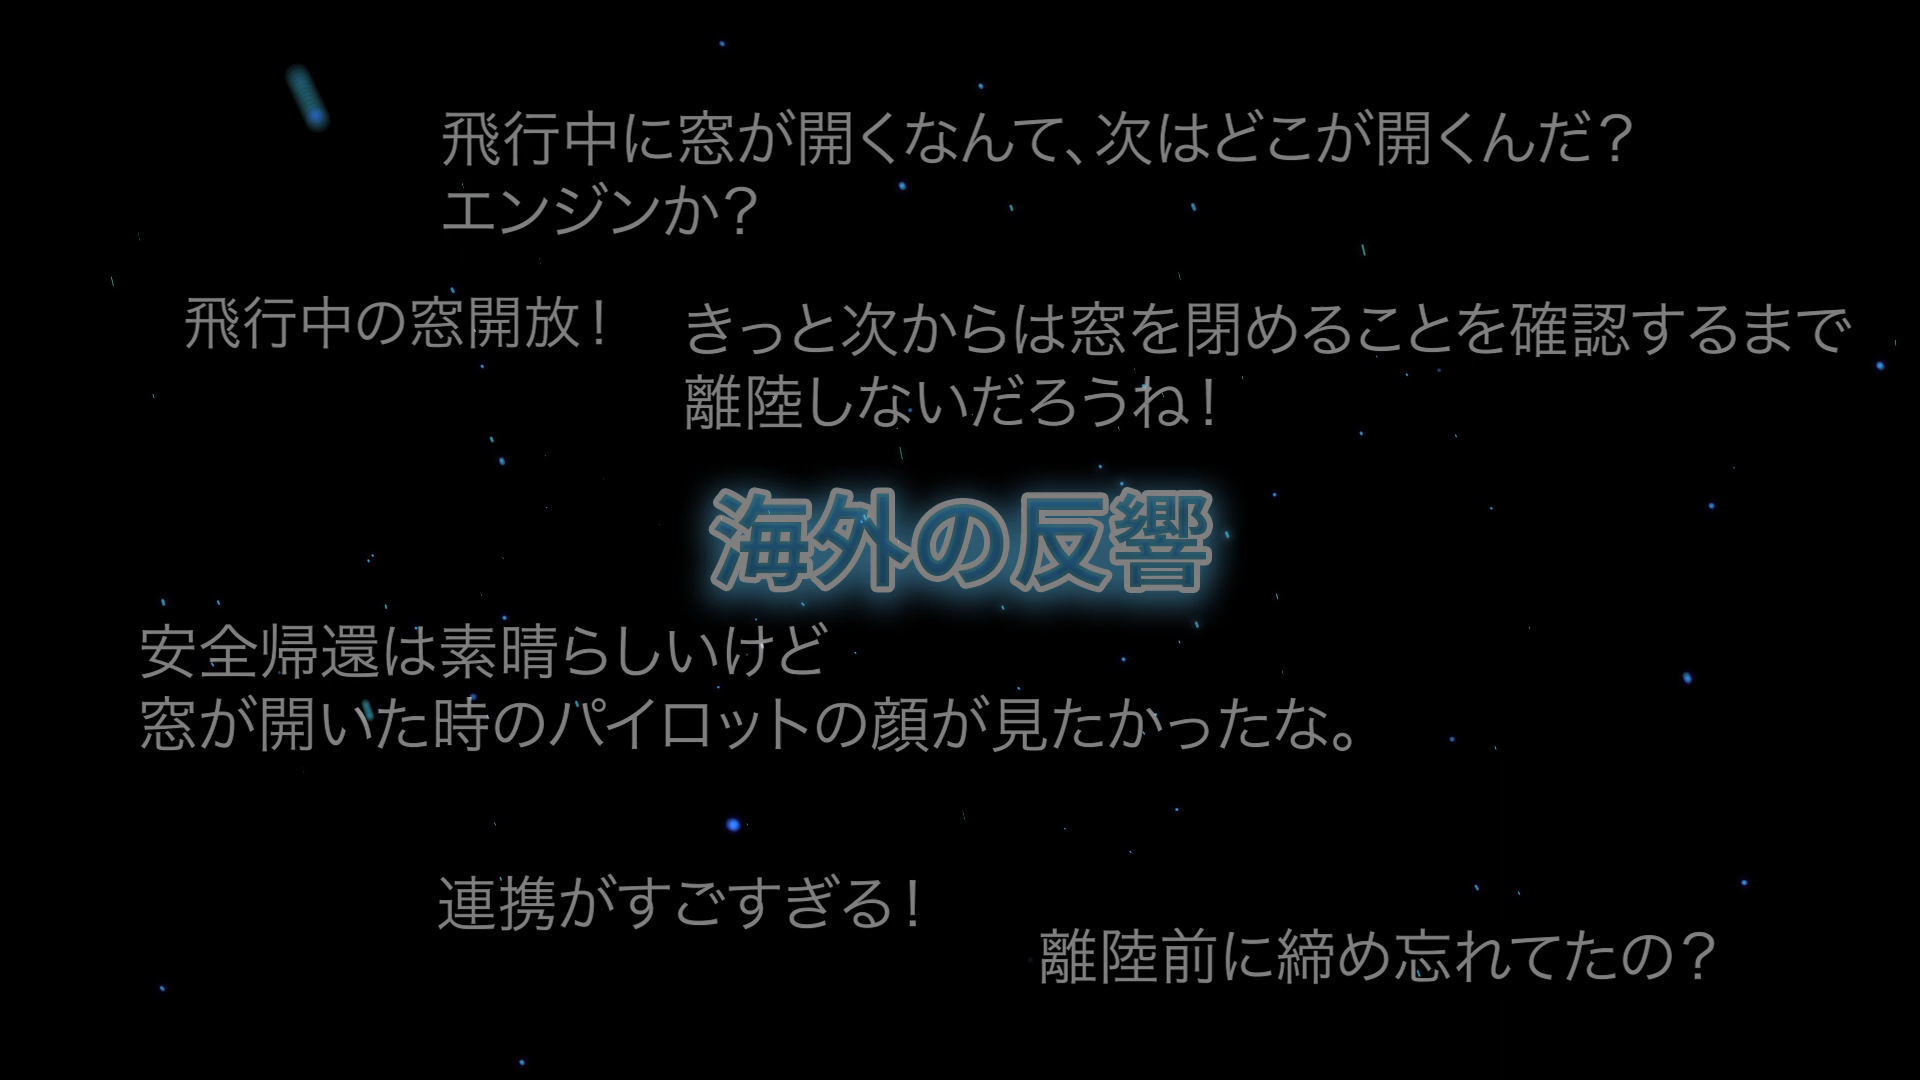 飛行中に窓が開くなんて、次はどこが開くんだ？
エンジンか？
飛行中の窓開放！
きっと次からは窓を閉めることを確認するまで
離陸しないだろうね！
海外の反響
安全帰還は素晴らしいけど
窓が開いた時のパイロットの顔が見たかったな。
連携がすごすぎる！
離陸前に締め忘れてたの？